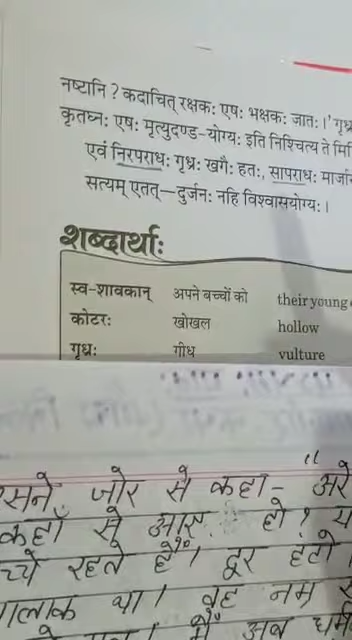 नष्टानि ? कदाचित् रक्षकः एषः भक्षकः जातः।' गृध्र
कृतघ्नः एषः मृत्युदण्ड-योग्यः इति निश्चित्य ते मि
एवं निरपराधः गृध्रः खगैः हतः, सापराधः मार्जा
सत्यम् एतत्—दुर्जनः नहि विश्वासयोग्यः।
शब्दार्थाः
स्व-शावकान् अपने बच्चों को their young
कोटरः खोखल hollow
गृध्रः गीध vulture
सने जोर से कहा- "अरे
कहाँ से आए हो? य
च्चे रहते हैं। दूर हटो।
ालाक था। वह नम्र
मैं अब धर्म